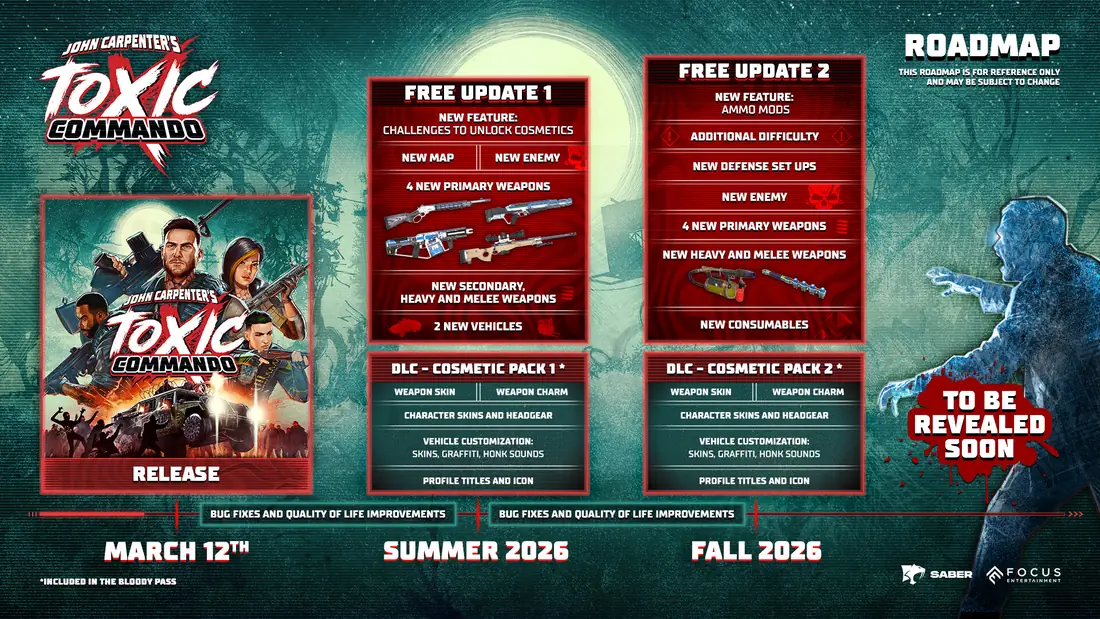 JOHN CARPENTER'S
TOXIC
COMMANDO
ROADMAP
THIS ROADMAP IS FOR REFERENCE ONLY
AND MAY BE SUBJECT TO CHANGE
JOHN CARPENTER'S
TOXIC
COMMANDO
RELEASE
FREE UPDATE 1
NEW FEATURE:
CHALLENGES TO UNLOCK COSMETICS
NEW MAP
NEW ENEMY
4 NEW PRIMARY WEAPONS
NEW SECONDARY,
HEAVY AND MELEE WEAPONS
2 NEW VEHICLES
DLC – COSMETIC PACK 1 *
WEAPON SKIN
WEAPON CHARM
CHARACTER SKINS AND HEADGEAR
VEHICLE CUSTOMIZATION:
SKINS, GRAFFITI, HONK SOUNDS
PROFILE TITLES AND ICON
FREE UPDATE 2
NEW FEATURE:
AMMO MODS
ADDITIONAL DIFFICULTY
NEW DEFENSE SET UPS
NEW ENEMY
4 NEW PRIMARY WEAPONS
NEW HEAVY AND MELEE WEAPONS
NEW CONSUMABLES
DLC – COSMETIC PACK 2 *
WEAPON SKIN
WEAPON CHARM
CHARACTER SKINS AND HEADGEAR
VEHICLE CUSTOMIZATION:
SKINS, GRAFFITI, HONK SOUNDS
PROFILE TITLES AND ICON
TO BE
REVEALED
SOON
BUG FIXES AND QUALITY OF LIFE IMPROVEMENTS
BUG FIXES AND QUALITY OF LIFE IMPROVEMENTS
MARCH 12TH
SUMMER 2026
FALL 2026
*INCLUDED IN THE BLOODY PASS
SABER
FOCUS
ENTERTAINMENT